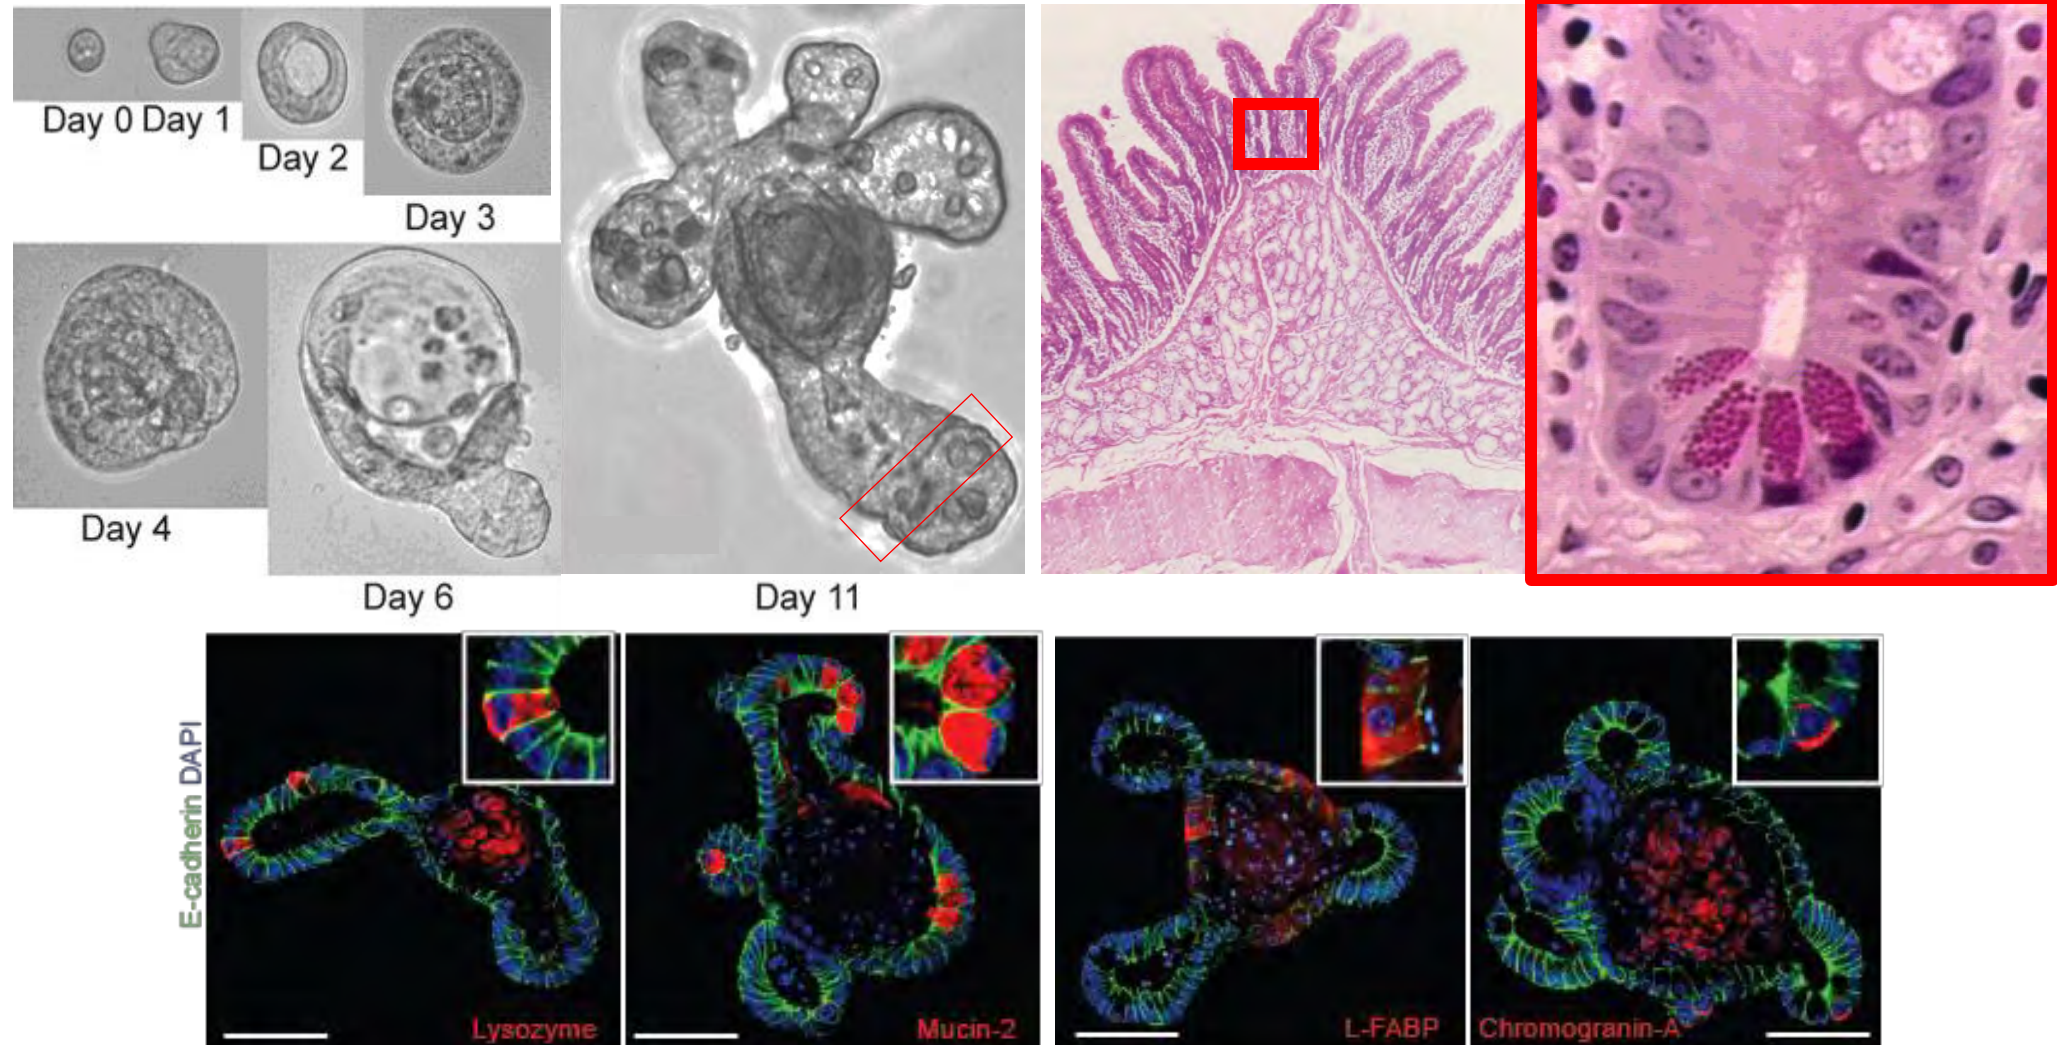 Day 0 Day 1
Day 2
Day 3
Day 4
Day 6
Day 11
E-cadherin DAPI
Lysozyme
Mucin-2
L-FABP
Chromogranin-A